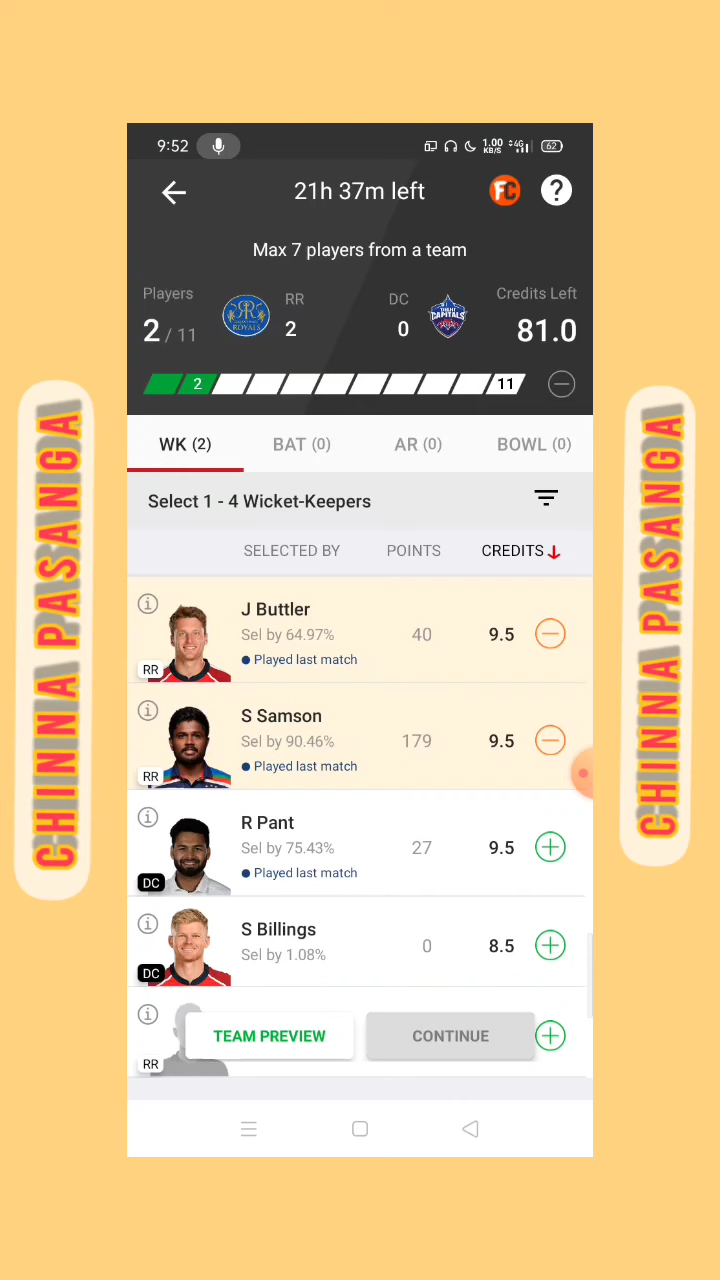 9:52
1.00 KB/S
4G
62
21h 37m left
FC
?
Max 7 players from a team
Players
RR
DC
Credits Left
2 / 11
2
0
81.0
ROYALS
CAPITALS
2
11
WK (2)
BAT (0)
AR (0)
BOWL (0)
Select 1 - 4 Wicket-Keepers
SELECTED BY
POINTS
CREDITS
J Buttler
Sel by 64.97%
40
9.5
Played last match
RR
S Samson
Sel by 90.46%
179
9.5
Played last match
RR
R Pant
Sel by 75.43%
27
9.5
Played last match
DC
S Billings
Sel by 1.08%
0
8.5
DC
TEAM PREVIEW
CONTINUE
RR
CHINNA PASANGA
CHINNA PASANGA